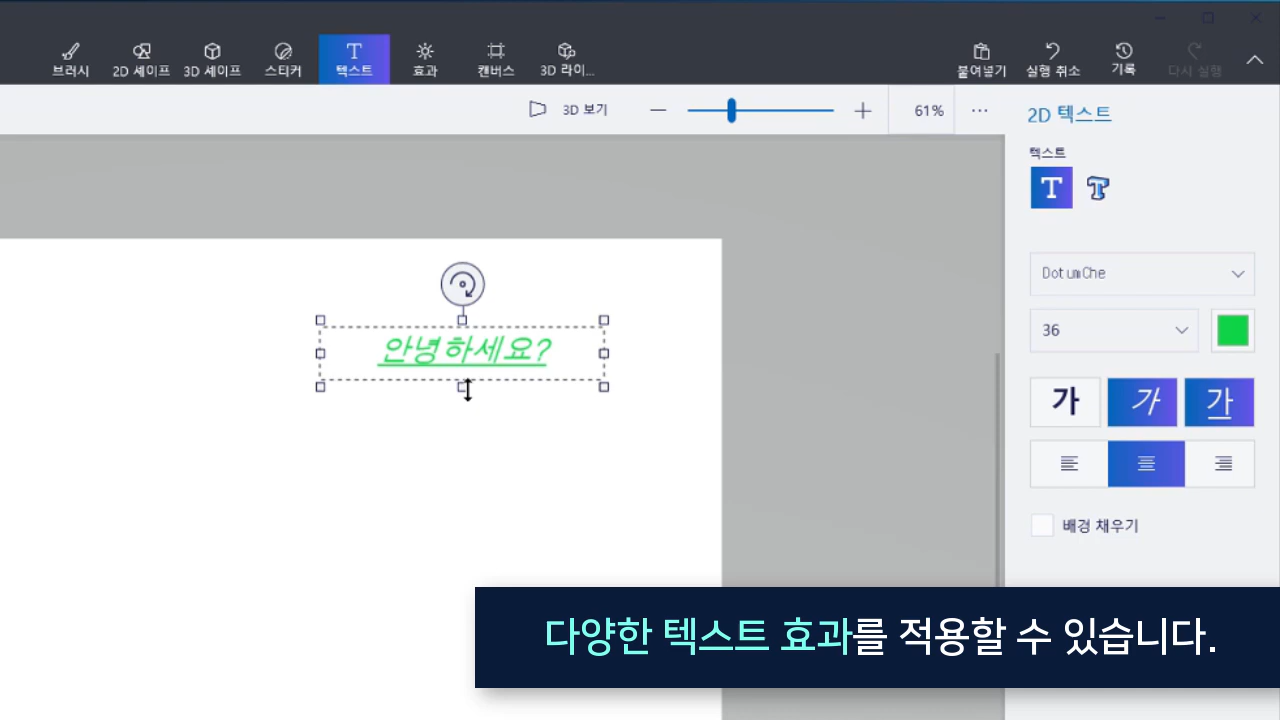 브러시 2D 셰이프 3D 셰이프 스티커 텍스트 효과 캔버스 3D 라이... 붙여넣기 실행 취소 기록 다시 실행
3D 보기 61% ...
2D 텍스트
텍스트
T T
DotumChe
36
안녕하세요?
가 가 가
배경 채우기
다양한 텍스트 효과를 적용할 수 있습니다.